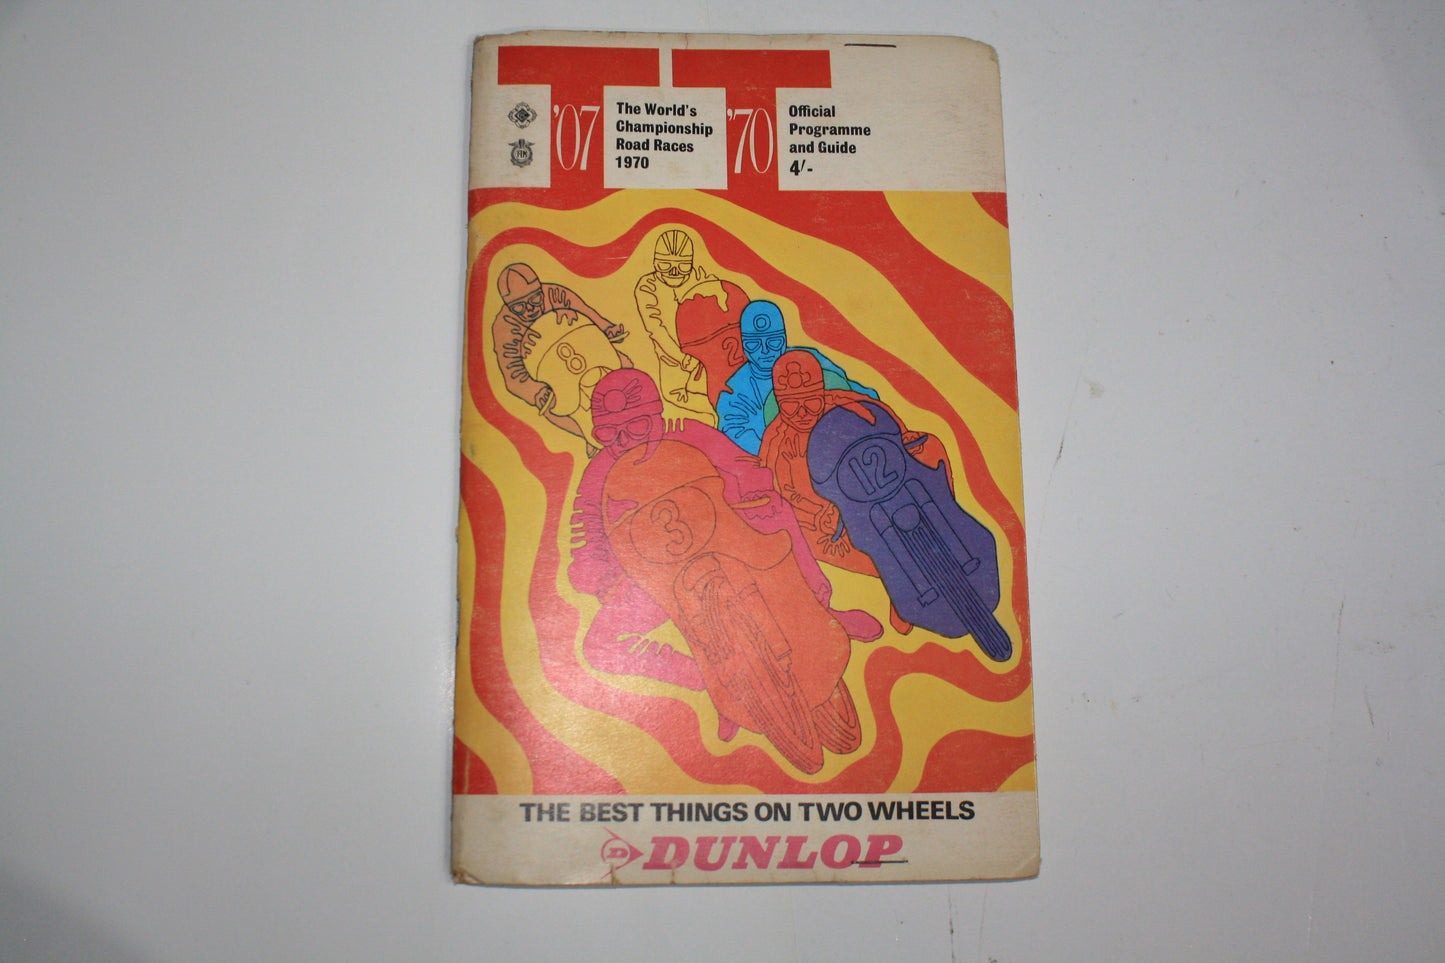 TT
'07
The World's
Championship
Road Races
1970
'70
Official
Programme
and Guide
4/-
8
2
3
12
THE BEST THINGS ON TWO WHEELS
D DUNLOP